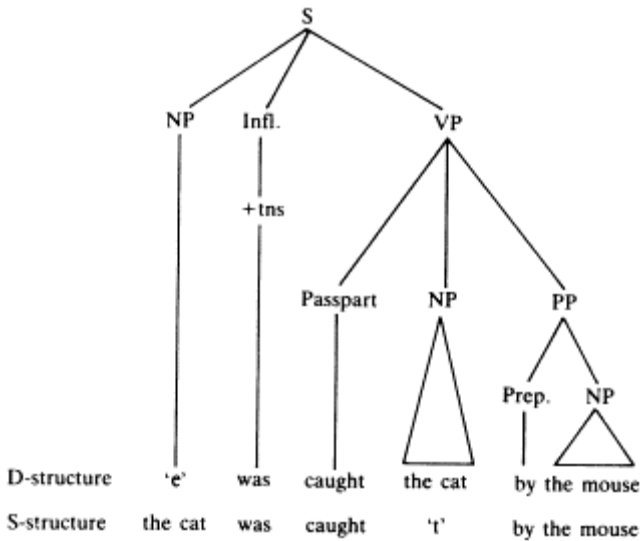 S
NP Infl. VP
+tns
Passpart NP PP
Prep. NP
D-structure 'e' was caught the cat by the mouse
S-structure the cat was caught 't' by the mouse